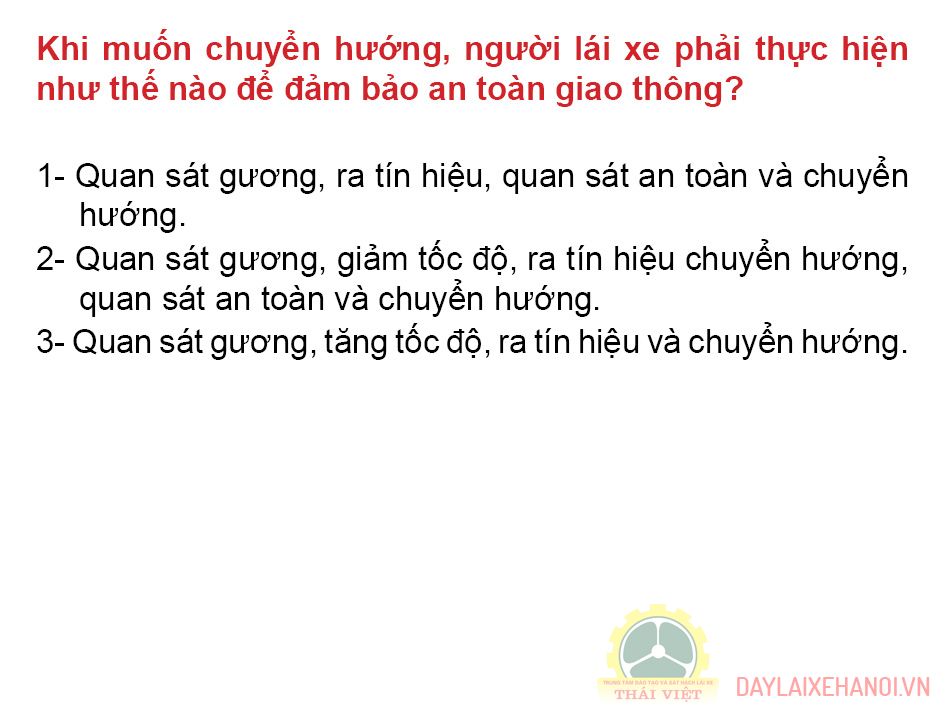 Khi muốn chuyển hướng, người lái xe phải thực hiện
như thế nào để đảm bảo an toàn giao thông?
1- Quan sát gương, ra tín hiệu, quan sát an toàn và chuyển
hướng.
2- Quan sát gương, giảm tốc độ, ra tín hiệu chuyển hướng,
quan sát an toàn và chuyển hướng.
3- Quan sát gương, tăng tốc độ, ra tín hiệu và chuyển hướng.
TRUNG TÂM ĐÀO TẠO VÀ SÁT HẠCH LÁI XE
THÁI VIỆT
DAYLAIXEHANOI.VN